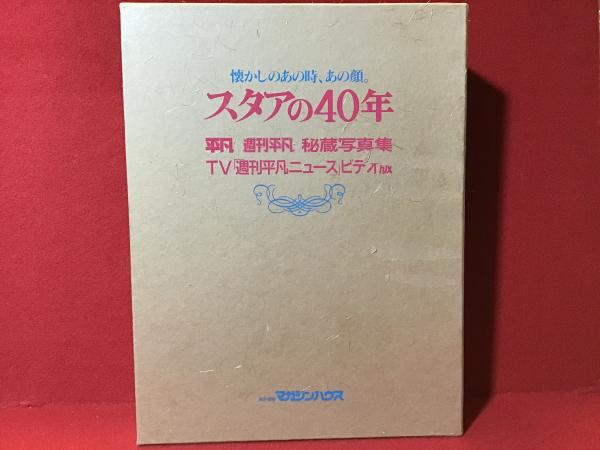 懐かしのあの時、あの顔。
スタアの40年
平凡 週刊平凡 秘蔵写真集
TV「週刊平凡ニュース」ビデオ版
マガジンハウス